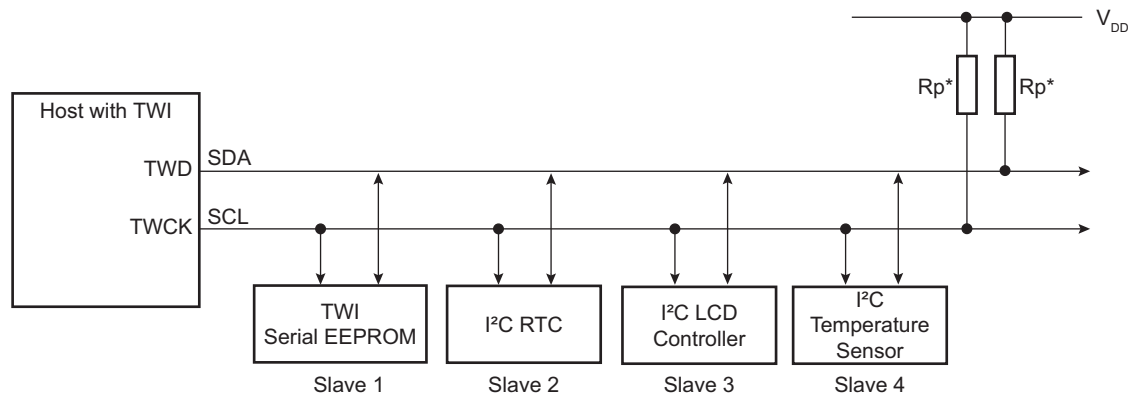 V_DD
Rp* Rp*
Host with TWI
TWD SDA
TWCK SCL
TWI
Serial EEPROM
I²C RTC
I²C LCD
Controller
I²C
Temperature
Sensor
Slave 1 Slave 2 Slave 3 Slave 4